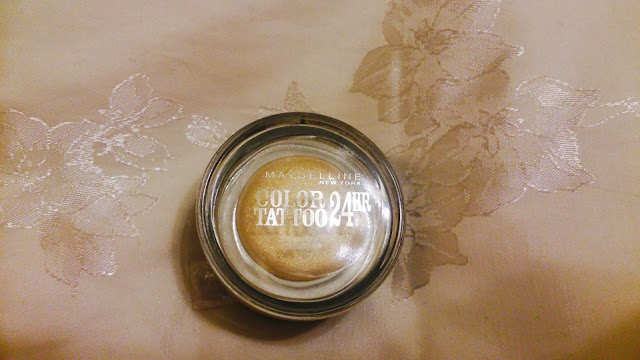 MAYBELLINE
NEW YORK
COLOR
TATTOO 24HR